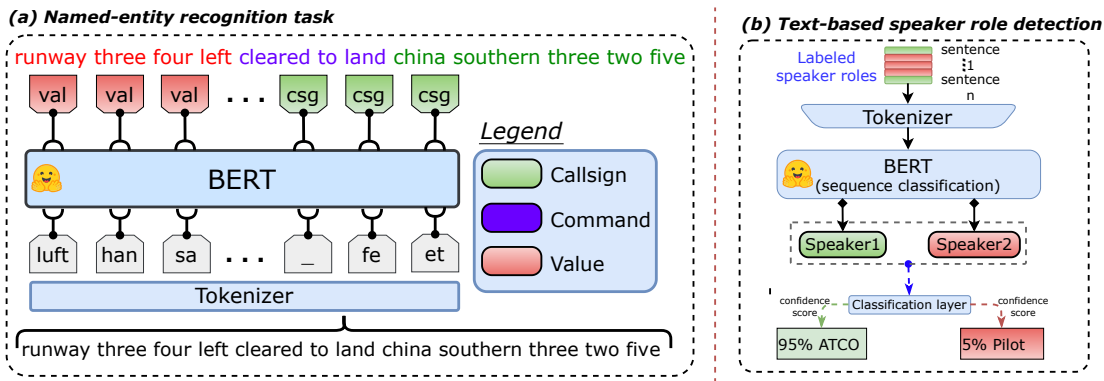 (a) Named-entity recognition task
runway three four left cleared to land china southern three two five
val val val ... csg csg csg
BERT
luft han sa ... _ fe et
Tokenizer
runway three four left cleared to land china southern three two five
Legend
Callsign
Command
Value
(b) Text-based speaker role detection
Labeled
speaker roles
sentence
1
sentence
n
Tokenizer
BERT
(sequence classification)
Speaker1 Speaker2
Classification layer
confidence
score
confidence
score
95% ATCO 5% Pilot